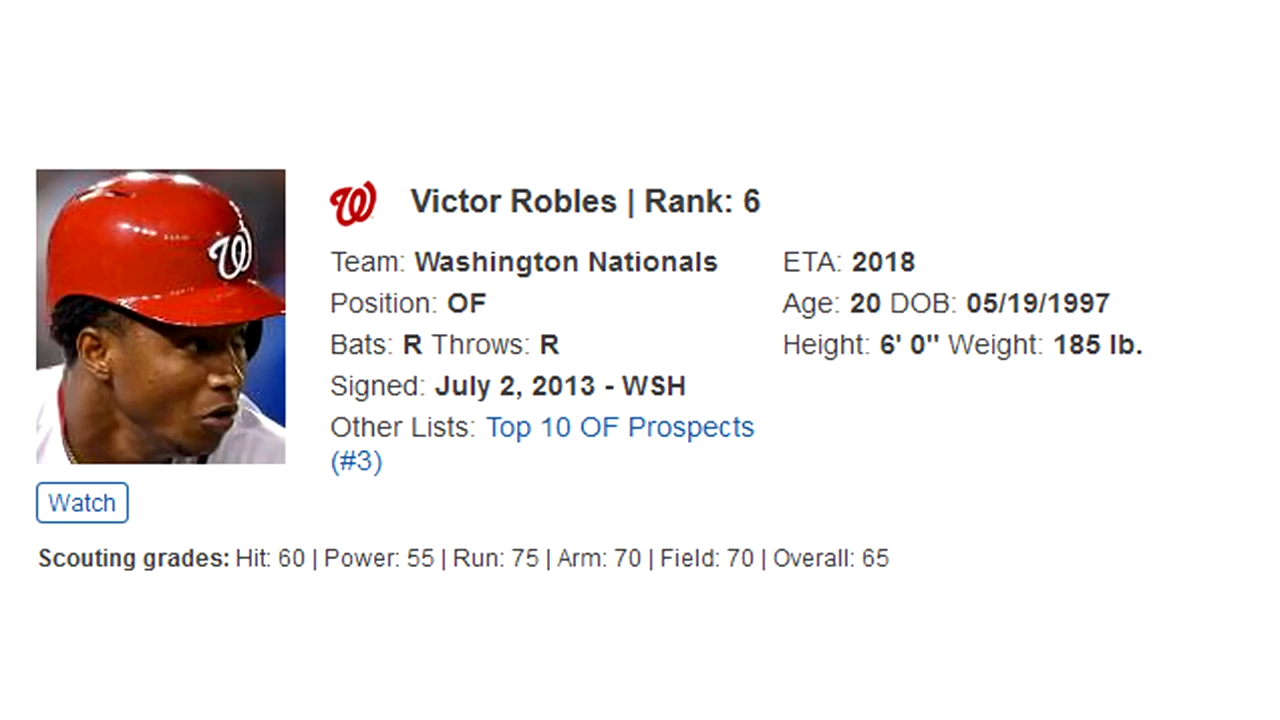 W
W
Victor Robles | Rank: 6
Team: Washington Nationals
ETA: 2018
Position: OF
Age: 20 DOB: 05/19/1997
Bats: R Throws: R
Height: 6' 0" Weight: 185 lb.
Signed: July 2, 2013 - WSH
Other Lists: Top 10 OF Prospects
(#3)
Watch
Scouting grades: Hit: 60 | Power: 55 | Run: 75 | Arm: 70 | Field: 70 | Overall: 65